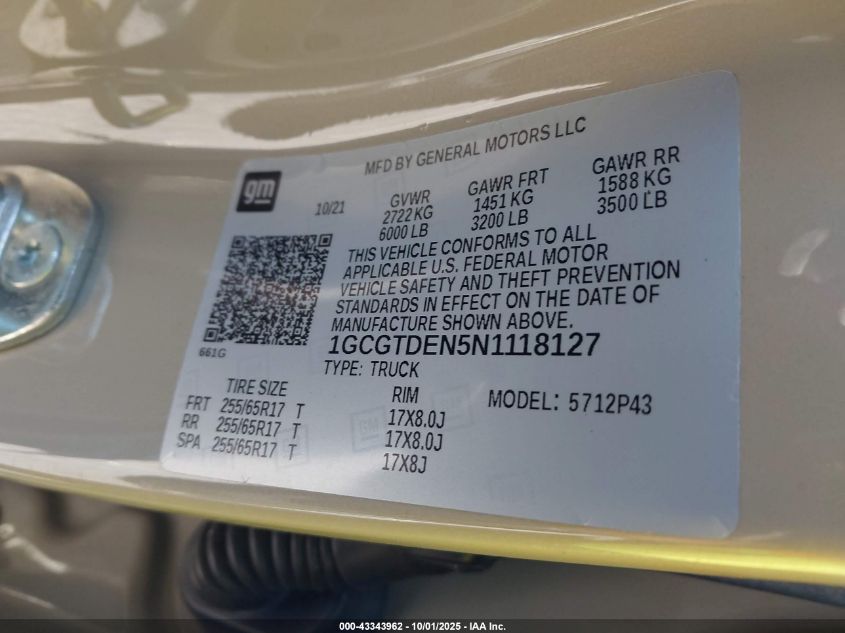 MFD BY GENERAL MOTORS LLC
gm
10/21
GVWR GAWR FRT GAWR RR
2722 KG 1451 KG 1588 KG
6000 LB 3200 LB 3500 LB
THIS VEHICLE CONFORMS TO ALL
APPLICABLE U.S. FEDERAL MOTOR
VEHICLE SAFETY AND THEFT PREVENTION
STANDARDS IN EFFECT ON THE DATE OF
MANUFACTURE SHOWN ABOVE.
661G
1GCGTDEN5N1118127
TYPE: TRUCK
TIRE SIZE RIM MODEL: 5712P43
FRT 255/65R17 T 17X8.0J
RR 255/65R17 T 17X8.0J
SPA 255/65R17 T 17X8J
000-43343962 - 10/01/2025 - IAA Inc.